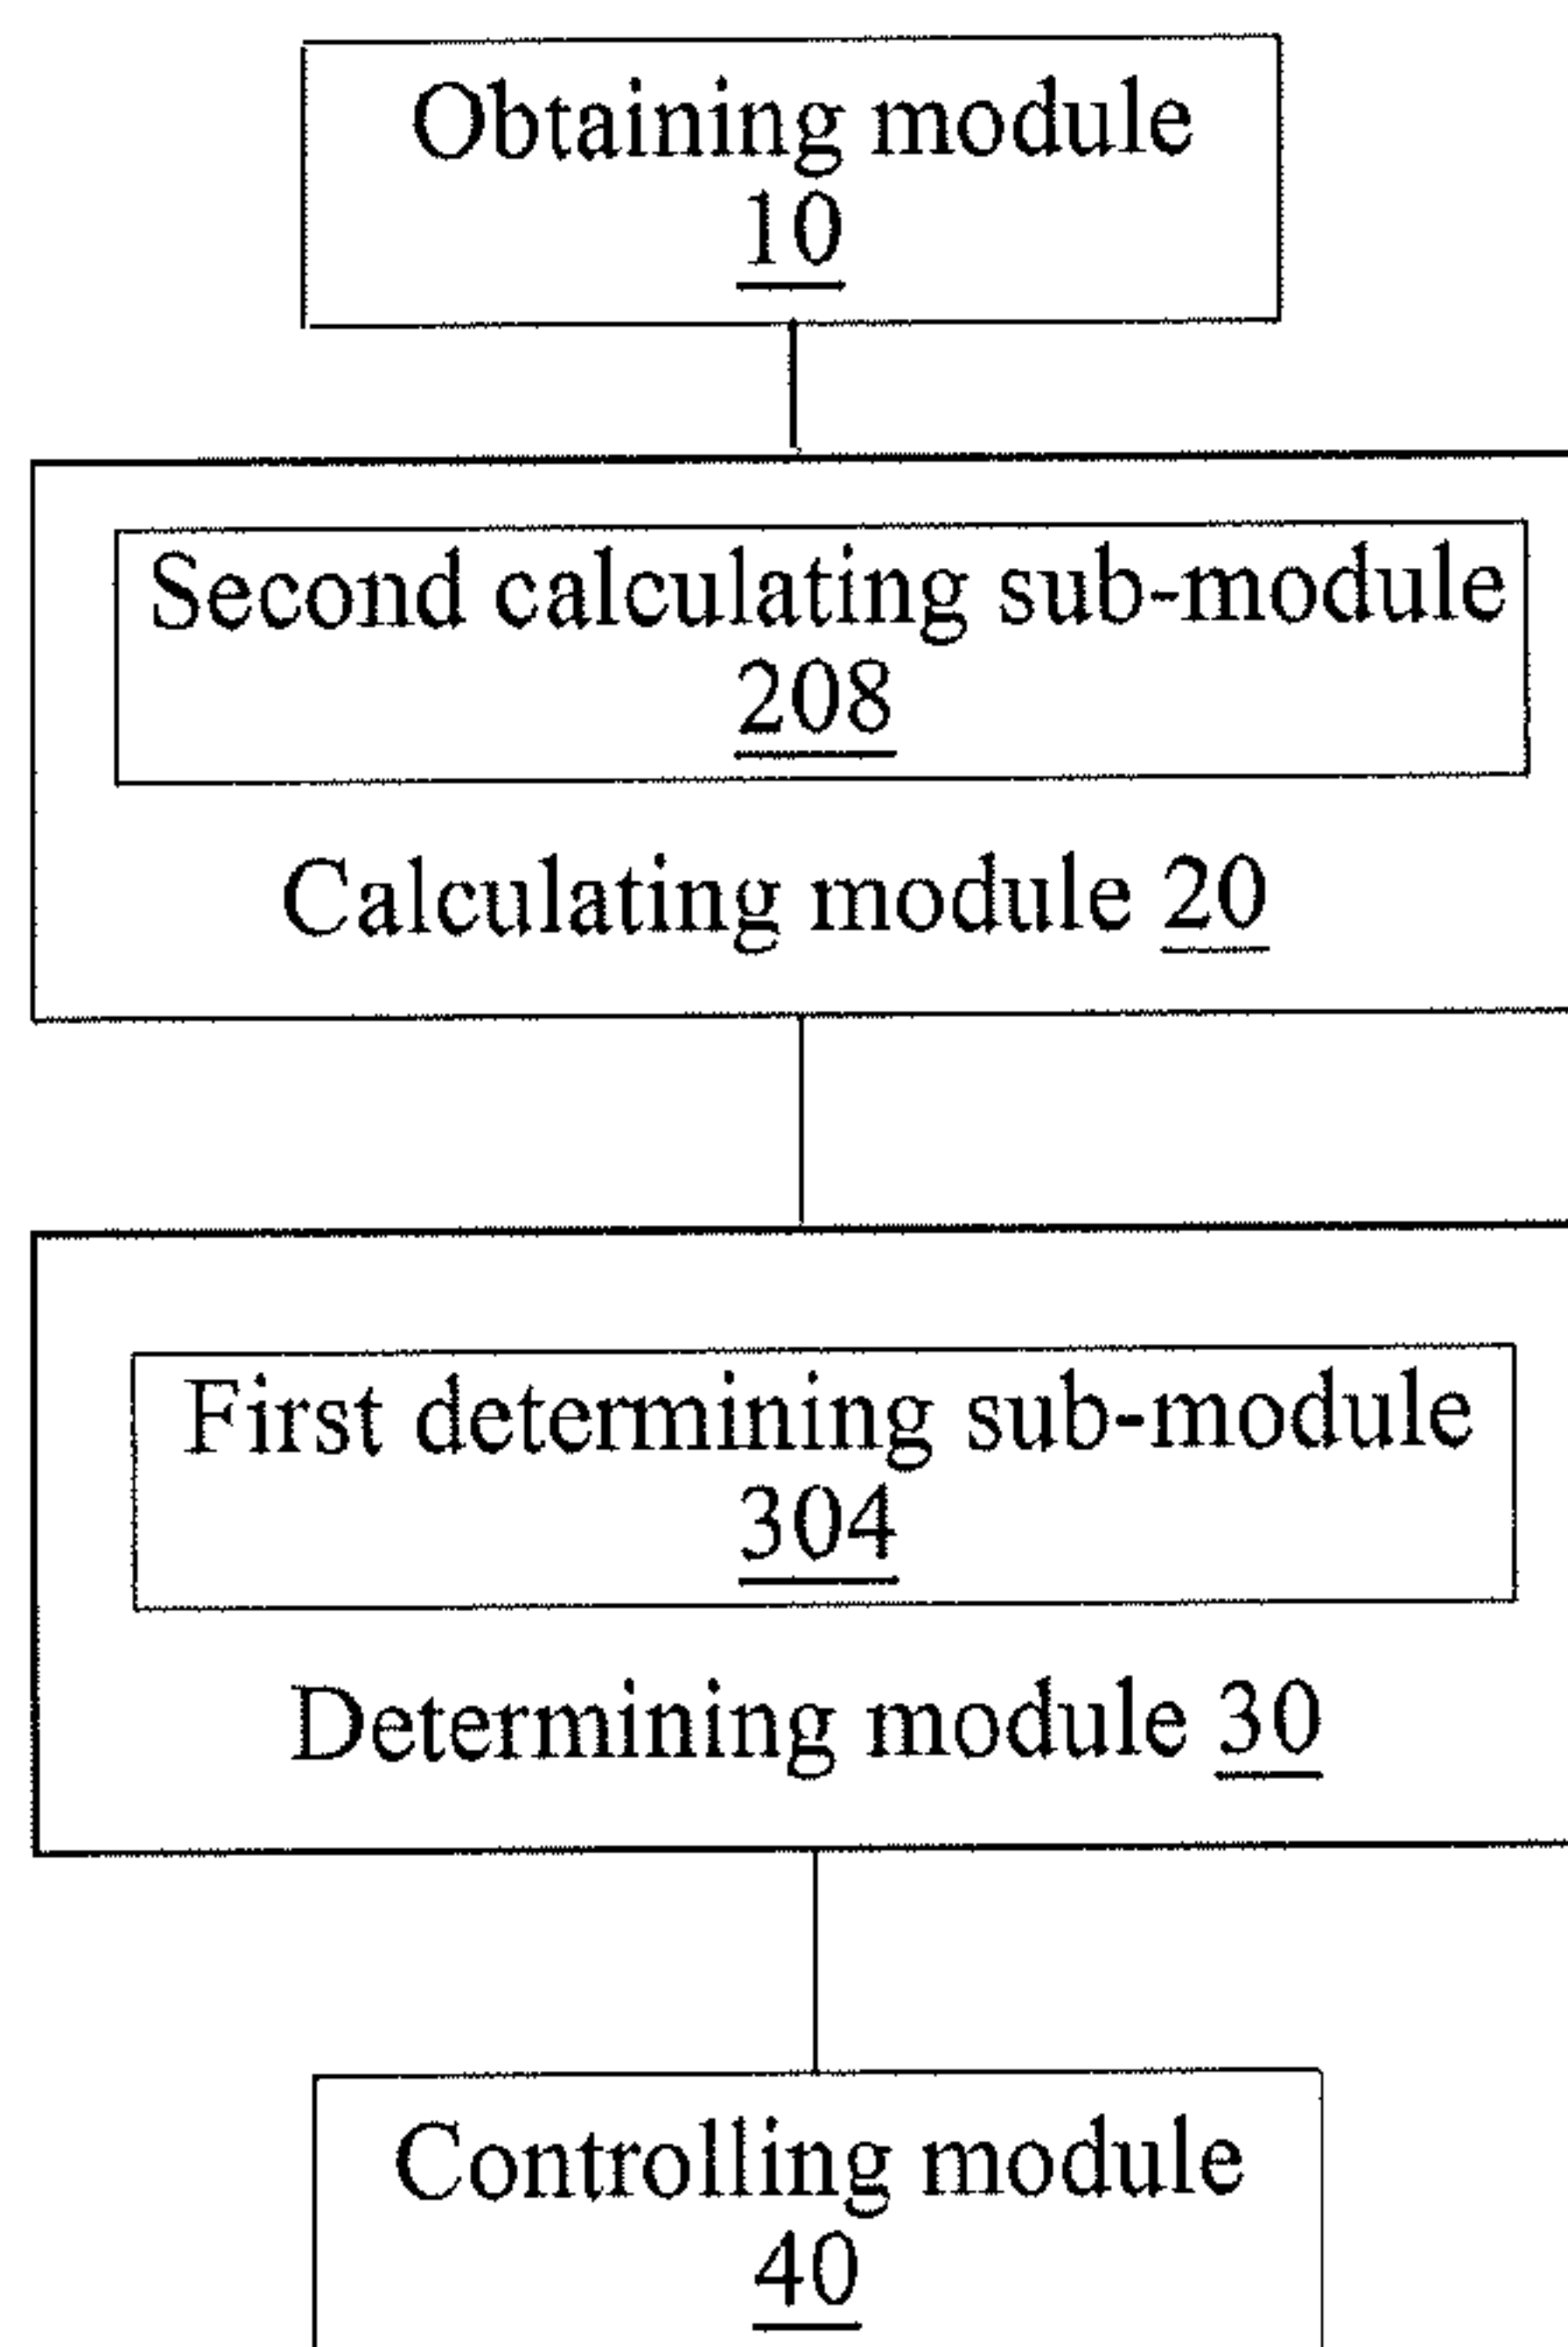 Obtaining module
10
Second calculating sub-module
208
Calculating module 20
First determining sub-module
304
Determining module 30
Controlling module
40